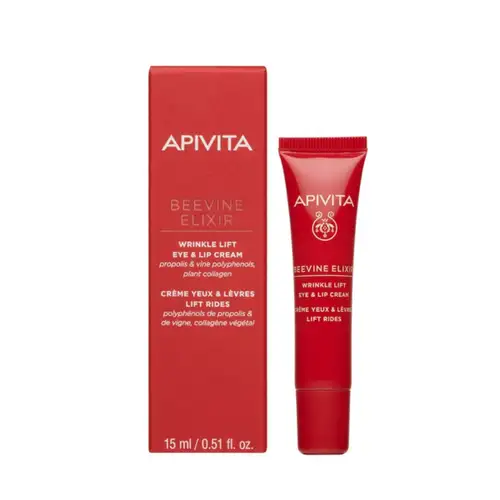 APIVITA
BEEVINE
ELIXIR
WRINKLE LIFT
EYE & LIP CREAM
propolis & vine polyphenols,
plant collagen
CRÈME YEUX & LÈVRES
LIFT RIDES
polyphénols de propolis &
de vigne, collagène végétal
15 ml / 0.51 fl. oz.
APIVITA
BEEVINE ELIXIR
WRINKLE LIFT
EYE & LIP CREAM
CRÈME YEUX & LÈVRES
LIFT RIDES